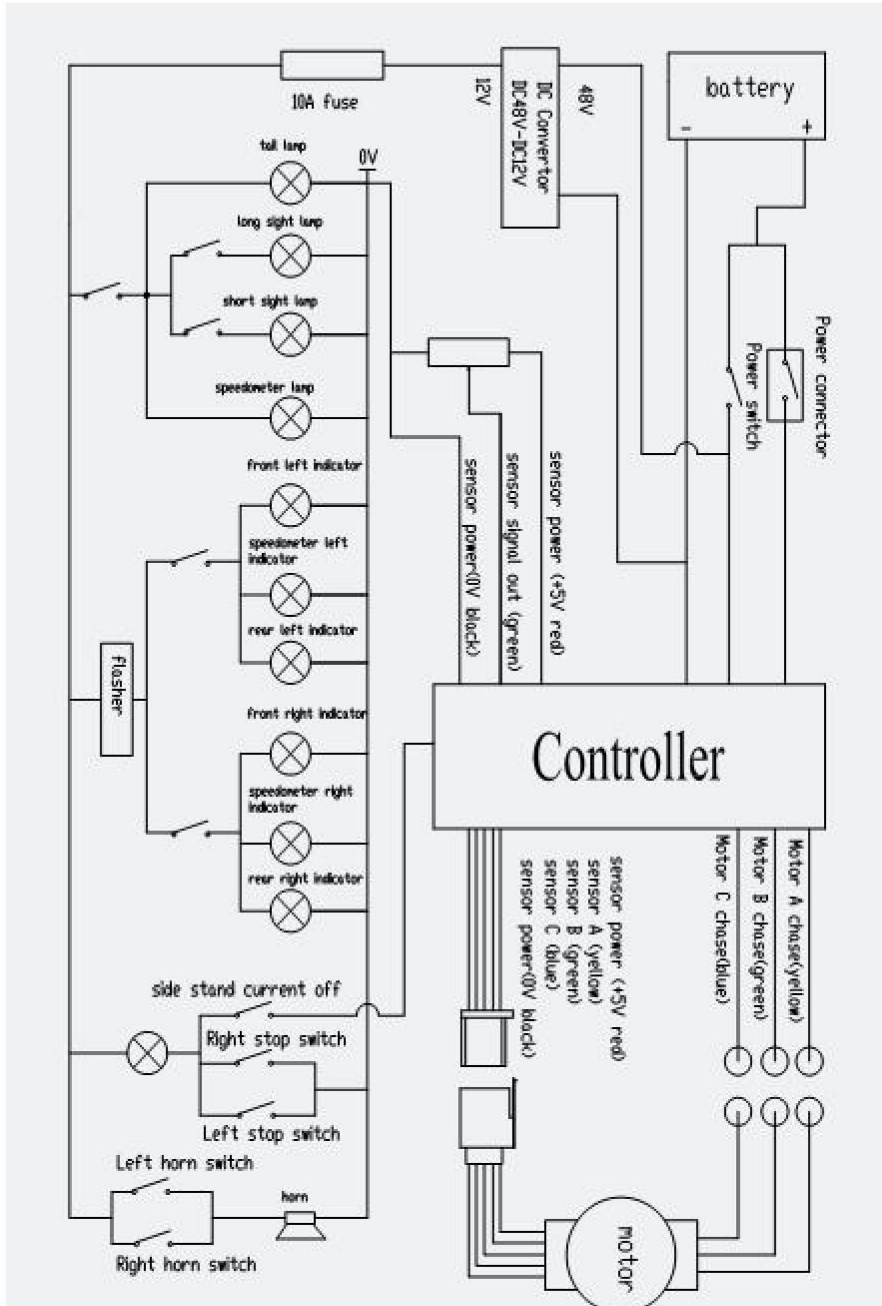 battery
-
+
10A fuse
12V
DC Convertor
DC48V-DC12V
48V
tail lamp
0V
long sight lamp
short sight lamp
speedometer lamp
Power connector
Power switch
front left indicator
speedometer left
indicator
rear left indicator
sensor power(0V black)
sensor signal out (green)
sensor power (+5V red)
flasher
front right indicator
speedometer right
indicator
rear right indicator
Controller
Motor A chase(yellow)
Motor B chase(green)
Motor C chase(blue)
sensor power (+5V red)
sensor A (yellow)
sensor B (green)
sensor C (blue)
sensor power(0V black)
side stand current off
Right stop switch
Left stop switch
Left horn switch
horn
Right horn switch
motor